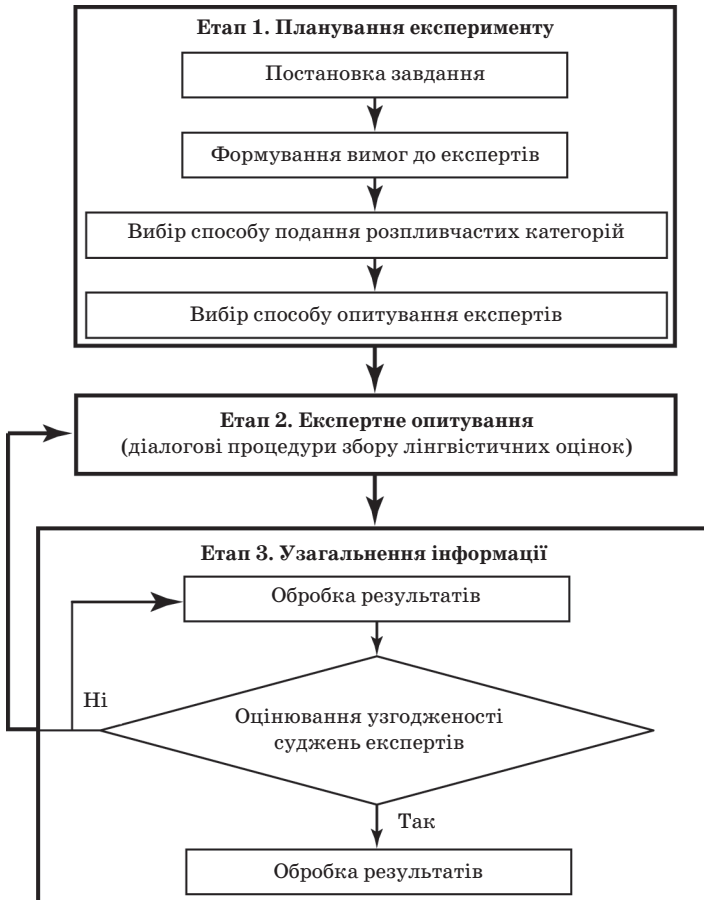 Етап 1. Планування експерименту
Постановка завдання
Формування вимог до експертів
Вибір способу подання розпливчастих категорій
Вибір способу опитування експертів
Етап 2. Експертне опитування
(діалогові процедури збору лінгвістичних оцінок)
Етап 3. Узагальнення інформації
Обробка результатів
Ні
Оцінювання узгодженості
суджень експертів
Так
Обробка результатів